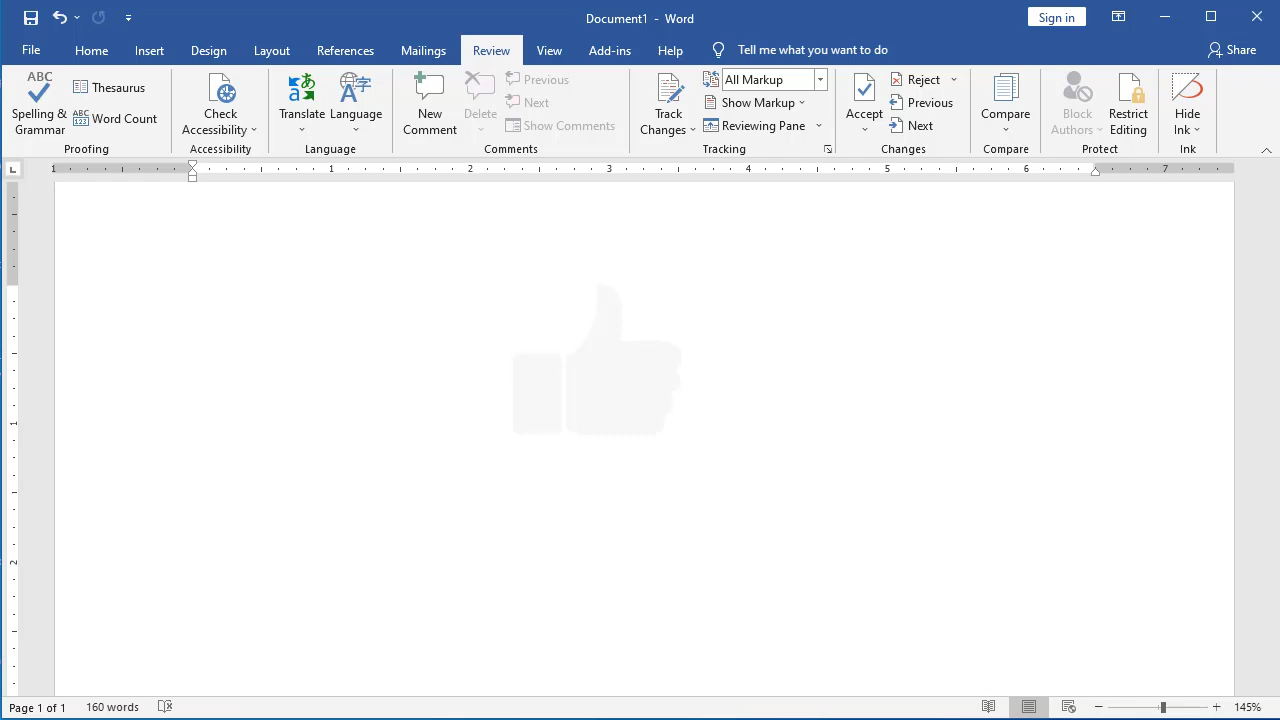 Document1 - Word
Sign in
File Home Insert Design Layout References Mailings Review View Add-ins Help Tell me what you want to do Share
ABC Spelling & Grammar
Thesaurus
ABC 123 Word Count
Proofing
Check Accessibility
Accessibility
Translate
Language
Language
New Comment
Delete
Previous
Next
Show Comments
Comments
Track Changes
All Markup
Show Markup
Reviewing Pane
Tracking
Accept
Reject
Previous
Next
Changes
Compare
Compare
Block Authors
Restrict Editing
Protect
Hide Ink
Ink
L
1 1 2 3 4 5 6 7
1
2
Page 1 of 1 160 words 145%